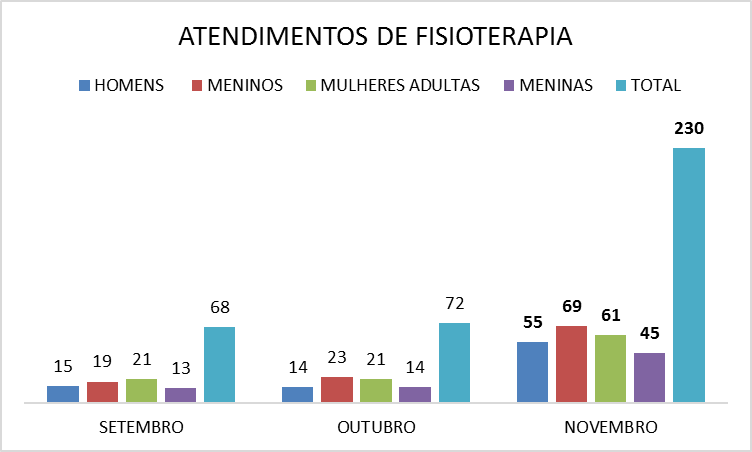 ATENDIMENTOS DE FISIOTERAPIA
HOMENS MENINOS MULHERES ADULTAS MENINAS TOTAL
15 19 21 13 68
14 23 21 14 72
55 69 61 45 230
SETEMBRO OUTUBRO NOVEMBRO